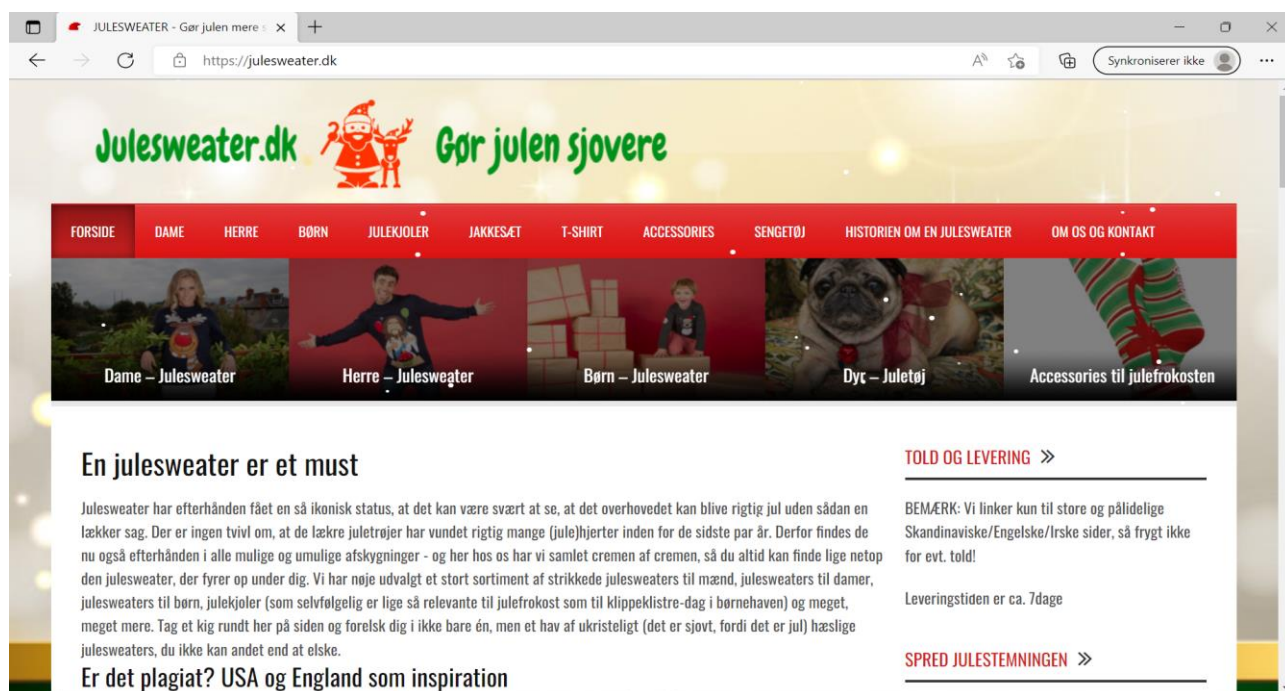 JULESWEATER - Gør julen mere s
https://julesweater.dk
Synkroniserer ikke
Julesweater.dk Gør julen sjovere
FORSIDE DAME HERRE BØRN JULEKJOLER JAKKESÆT T-SHIRT ACCESSORIES SENGETØJ HISTORIEN OM EN JULESWEATER OM OS OG KONTAKT
Dame – Julesweater Herre – Julesweater Børn – Julesweater Dyr – Juletøj Accessories til julefrokosten
En julesweater er et must
Julesweater har efterhånden fået en så ikonisk status, at det kan være svært at se, at det overhovedet kan blive rigtig jul uden sådan en
lækker sag. Der er ingen tvivl om, at de lækre juletrøjer har vundet rigtig mange (jule)hjerter inden for de sidste par år. Derfor findes de
nu også efterhånden i alle mulige og umulige afskygninger - og her hos os har vi samlet cremen af cremen, så du altid kan finde lige netop
den julesweater, der fyrer op under dig. Vi har nøje udvalgt et stort sortiment af strikkede julesweaters til mænd, julesweaters til damer,
julesweaters til børn, julekjoler (som selvfølgelig er lige så relevante til julefrokost som til klippeklistre-dag i børnehaven) og meget,
meget mere. Tag et kig rundt her på siden og forelsk dig i ikke bare én, men et hav af ukristeligt (det er sjovt, fordi det er jul) hæslige
julesweaters, du ikke kan andet end at elske.
Er det plagiat? USA og England som inspiration
TOLD OG LEVERING
BEMÆRK: Vi linker kun til store og pålidelige
Skandinaviske/Engelske/Irske sider, så frygt ikke
for evt. told!
Leveringstiden er ca. 7dage
SPRED JULESTEMNINGEN